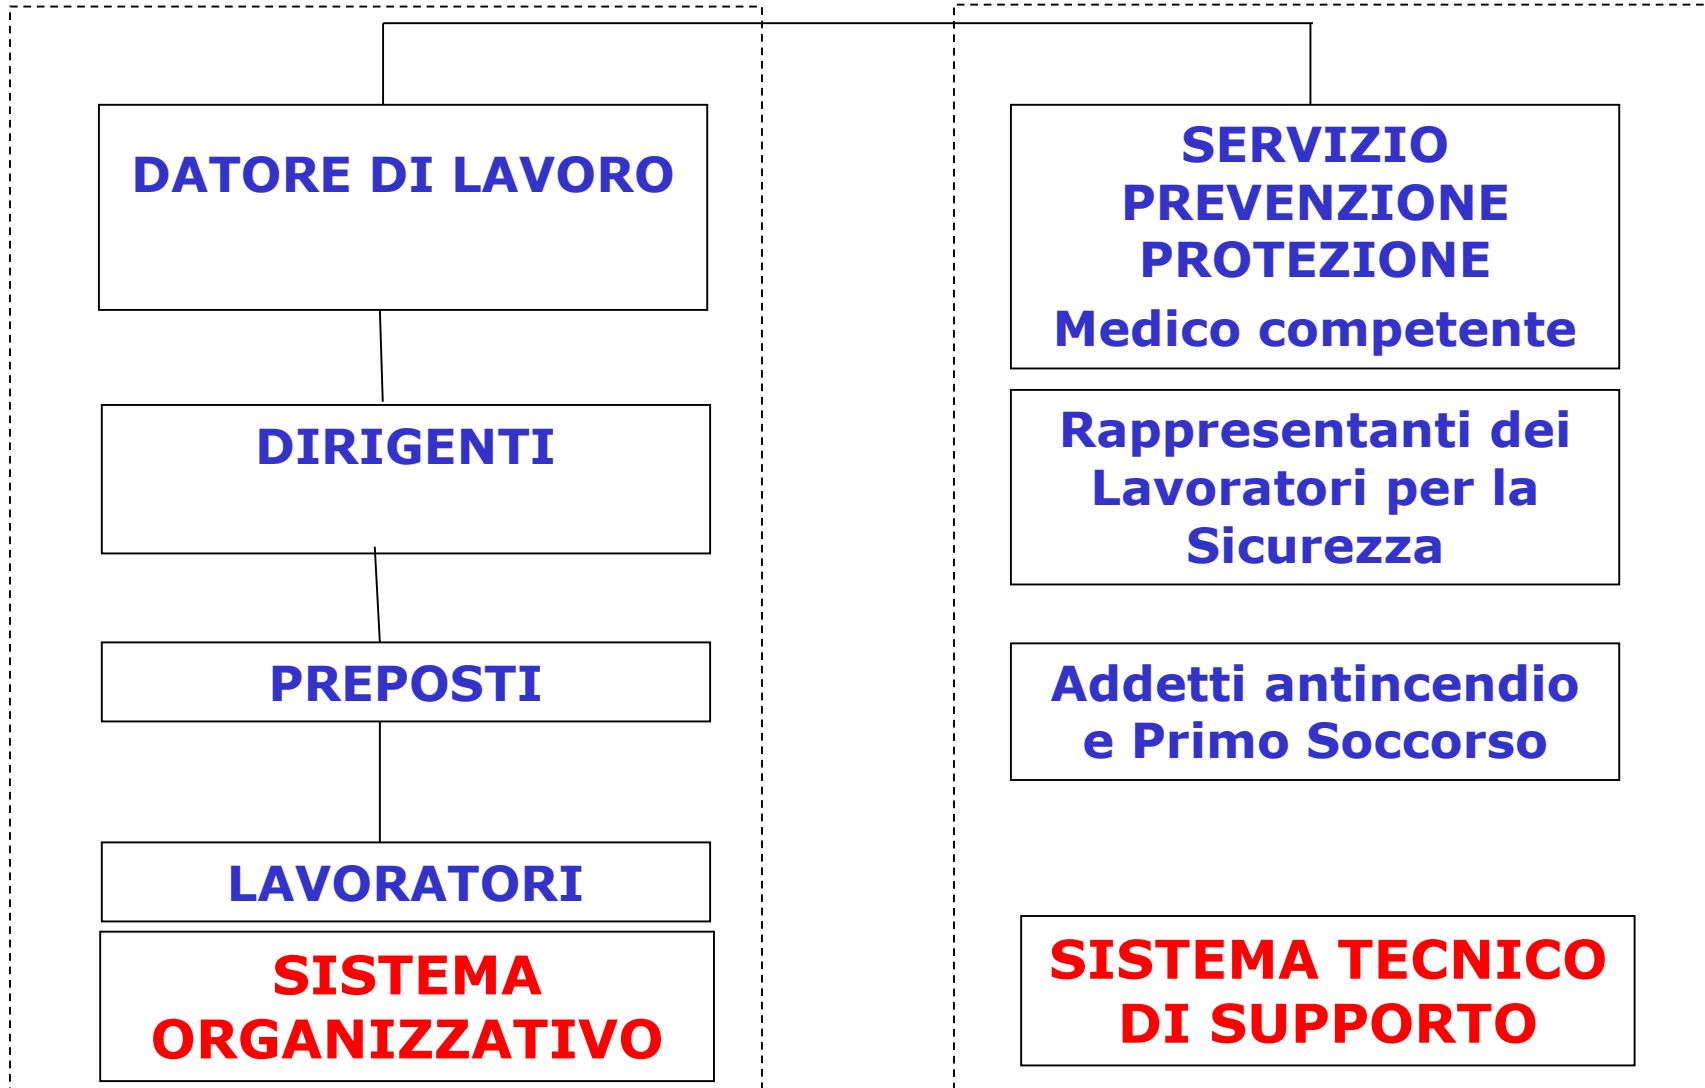 DATORE DI LAVORO
DIRIGENTI
PREPOSTI
LAVORATORI
SISTEMA
ORGANIZZATIVO
SERVIZIO
PREVENZIONE
PROTEZIONE
Medico competente
Rappresentanti dei
Lavoratori per la
Sicurezza
Addetti antincendio
e Primo Soccorso
SISTEMA TECNICO
DI SUPPORTO